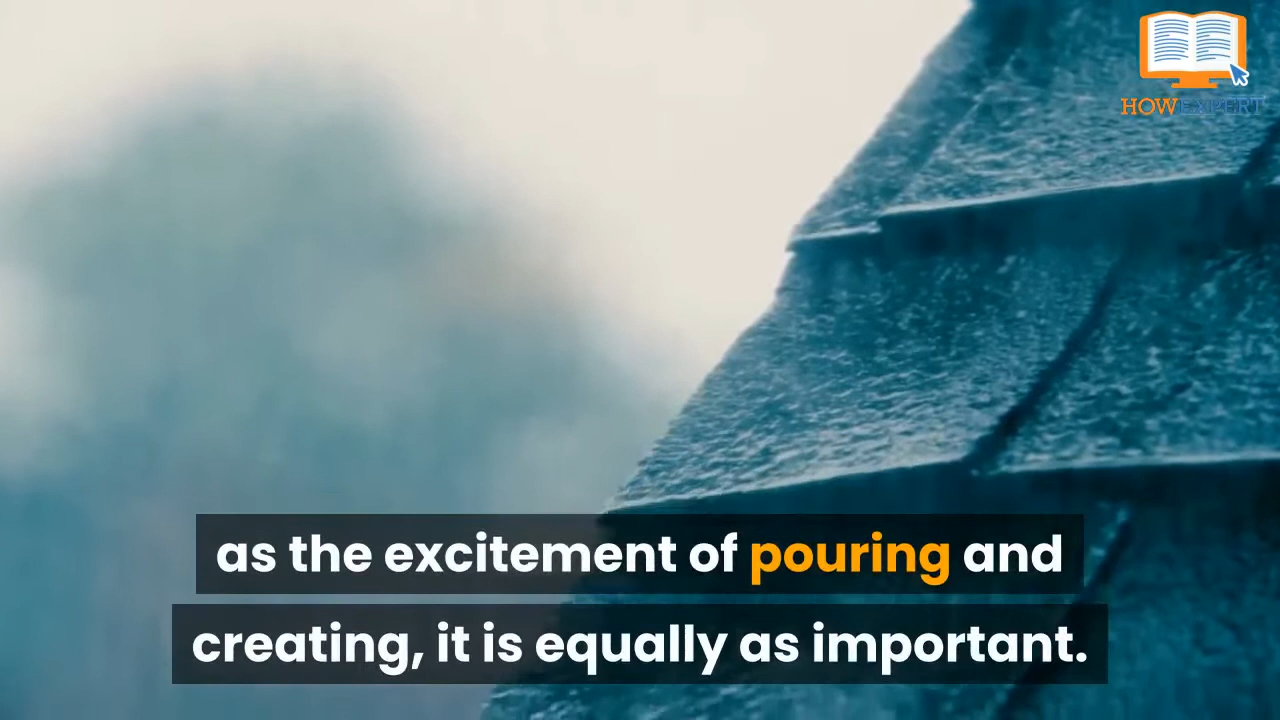 HOWEXPERT
as the excitement of pouring and
creating, it is equally as important.